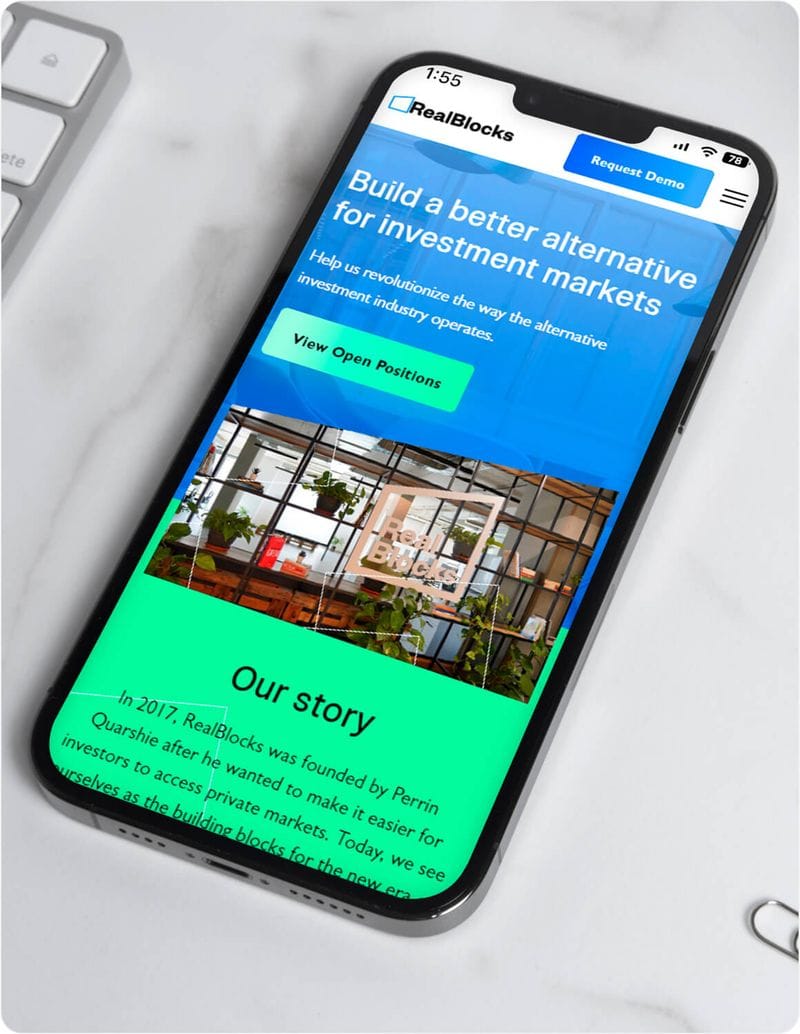 ete
1:55
78
RealBlocks
Request Demo
Build a better alternative
for investment markets
Help us revolutionize the way the alternative
investment industry operates.
View Open Positions
Real
Blocks
Our story
In 2017, RealBlocks was founded by Perrin
Quarshie after he wanted to make it easier for
investors to access private markets. Today, we see
ourselves as the building blocks for the new era